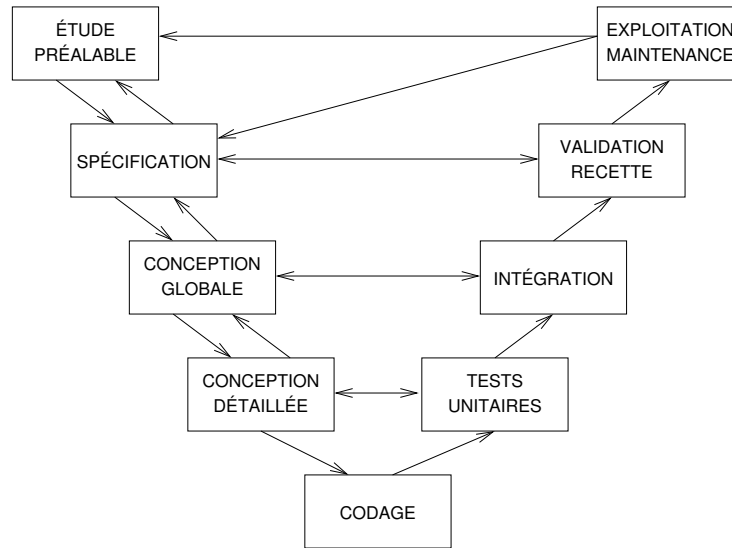 ÉTUDE
PRÉALABLE
EXPLOITATION
MAINTENANCE
SPÉCIFICATION
VALIDATION
RECETTE
CONCEPTION
GLOBALE
INTÉGRATION
CONCEPTION
DÉTAILLÉE
TESTS
UNITAIRES
CODAGE